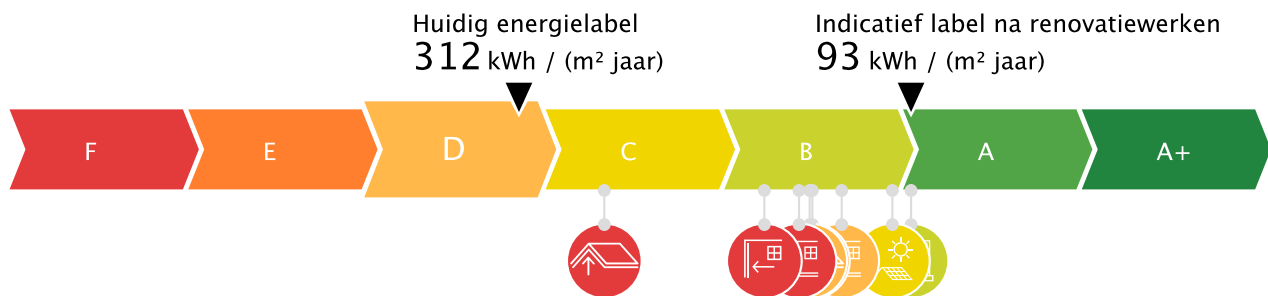 Huidig energielabel
312 kWh / (m² jaar)
Indicatief label na renovatiewerken
93 kWh / (m² jaar)
F
E
D
C
B
A
A+